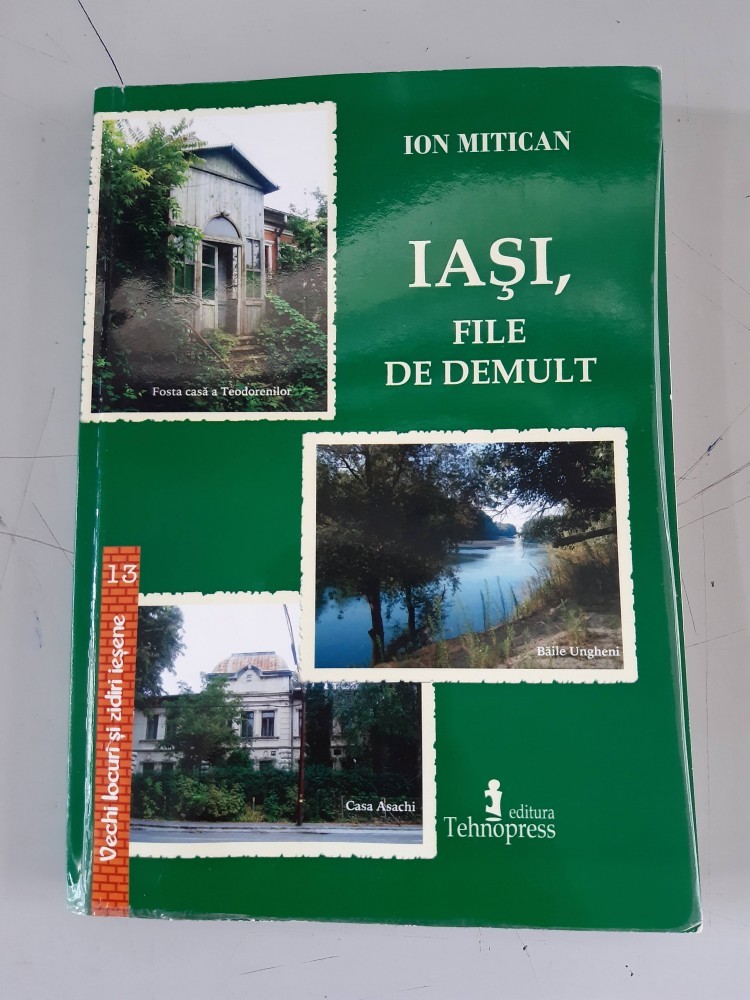 ION MITICAN
IAŞI,
FILE
DE DEMULT
Fosta casă a Teodorenilor
Băile Ungheni
13
Vechi locuri şi zidiri ieşene
Casa Asachi
editura
Tehnopress